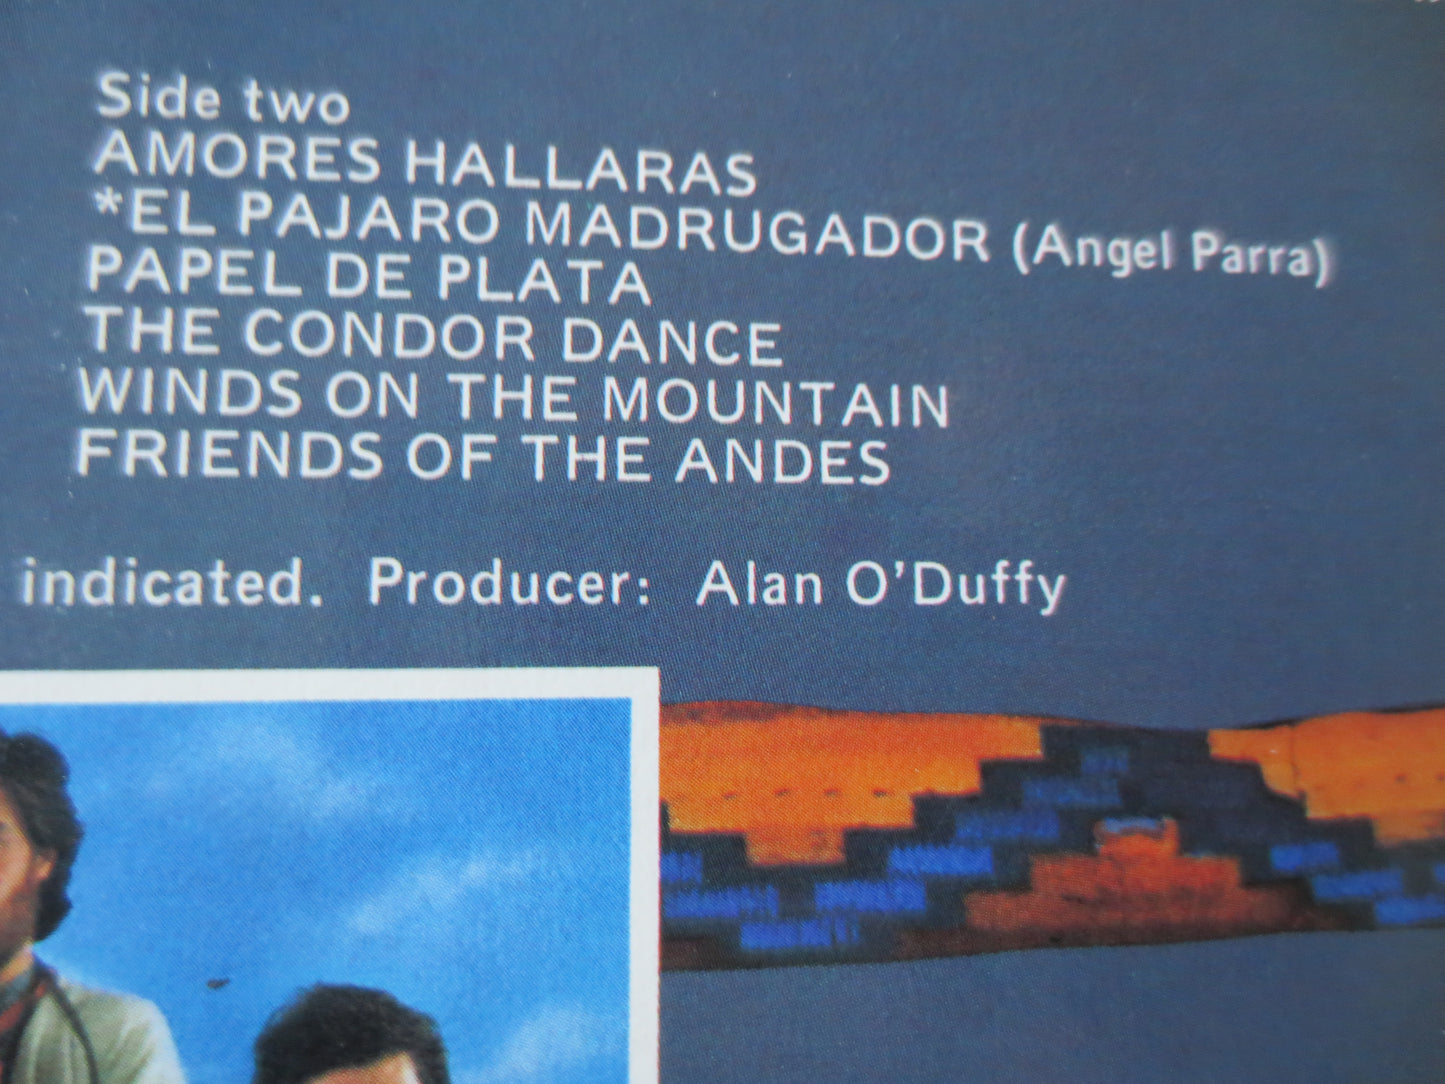 Side two
AMORES HALLARAS
*EL PAJARO MADRUGADOR (Angel Parra)
PAPEL DE PLATA
THE CONDOR DANCE
WINDS ON THE MOUNTAIN
FRIENDS OF THE ANDES
indicated. Producer: Alan O'Duffy